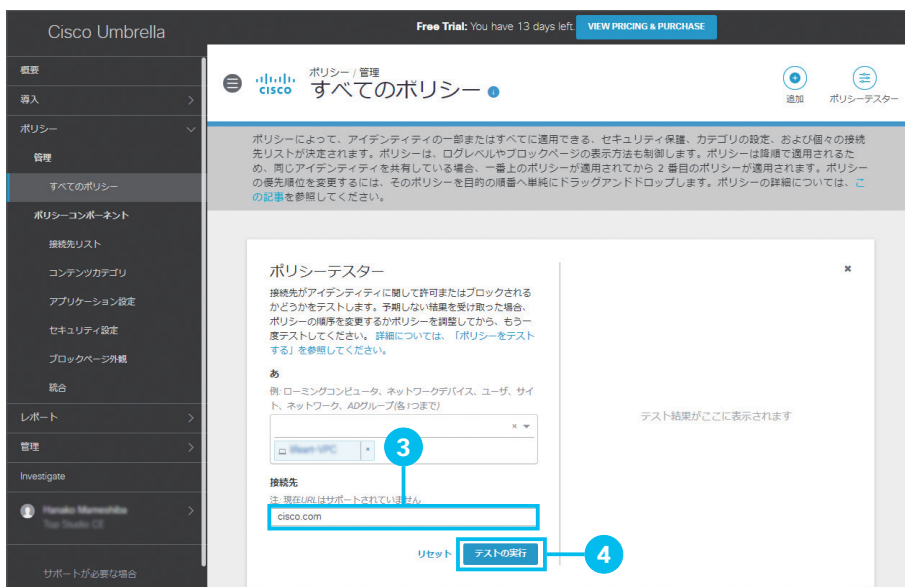 Cisco Umbrella
Free Trial: You have 13 days left.
VIEW PRICING & PURCHASE
概要
導入
ポリシー
管理
すべてのポリシー
ポリシーコンポーネント
接続先リスト
コンテンツカテゴリ
アプリケーション設定
セキュリティ設定
ブロックページ外観
統合
レポート
管理
Investigate
Hanako Mameshiba
Top Studio CE
サポートが必要な場合
cisco
ポリシー / 管理
すべてのポリシー
追加
ポリシーテスター
ポリシーによって、アイデンティティの一部またはすべてに適用できる、セキュリティ保護、カテゴリの設定、および個々の接続
先リストが決定されます。ポリシーは、ログレベルやブロックページの表示方法も制御します。ポリシーは降順で適用されるた
め、同じアイデンティティを共有している場合、一番上のポリシーが適用されてから 2 番目のポリシーが適用されます。ポリシー
の優先順位を変更するには、そのポリシーを目的の順番へ単純にドラッグアンドドロップします。ポリシーの詳細については、こ
の記事を参照してください。
ポリシーテスター
接続先がアイデンティティに関して許可またはブロックされる
かどうかをテストします。予期しない結果を受け取った場合、
ポリシーの順序を変更するかポリシーを調整してから、もう一
度テストしてください。 詳細については、「ポリシーをテスト
する」を参照してください。
あ
例: ローミングコンピュータ、ネットワークデバイス、ユーザ、サイ
ト、ネットワーク、ADグループ(各1つまで)
3
接続先
注: 現在URLはサポートされていません
cisco.com
リセット
テストの実行
4
テスト結果がここに表示されます